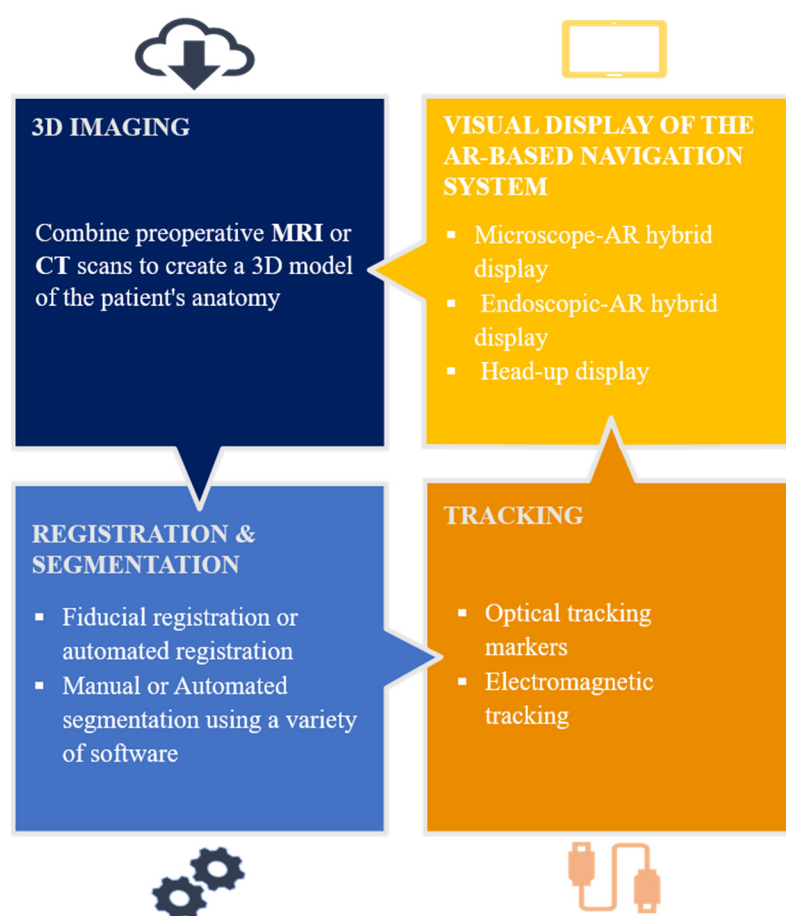 3D IMAGING
Combine preoperative MRI or
CT scans to create a 3D model
of the patient's anatomy
VISUAL DISPLAY OF THE
AR-BASED NAVIGATION
SYSTEM
▪ Microscope-AR hybrid
display
▪ Endoscopic-AR hybrid
display
▪ Head-up display
REGISTRATION &
SEGMENTATION
▪ Fiducial registration or
automated registration
▪ Manual or Automated
segmentation using a variety
of software
TRACKING
▪ Optical tracking
markers
▪ Electromagnetic
tracking